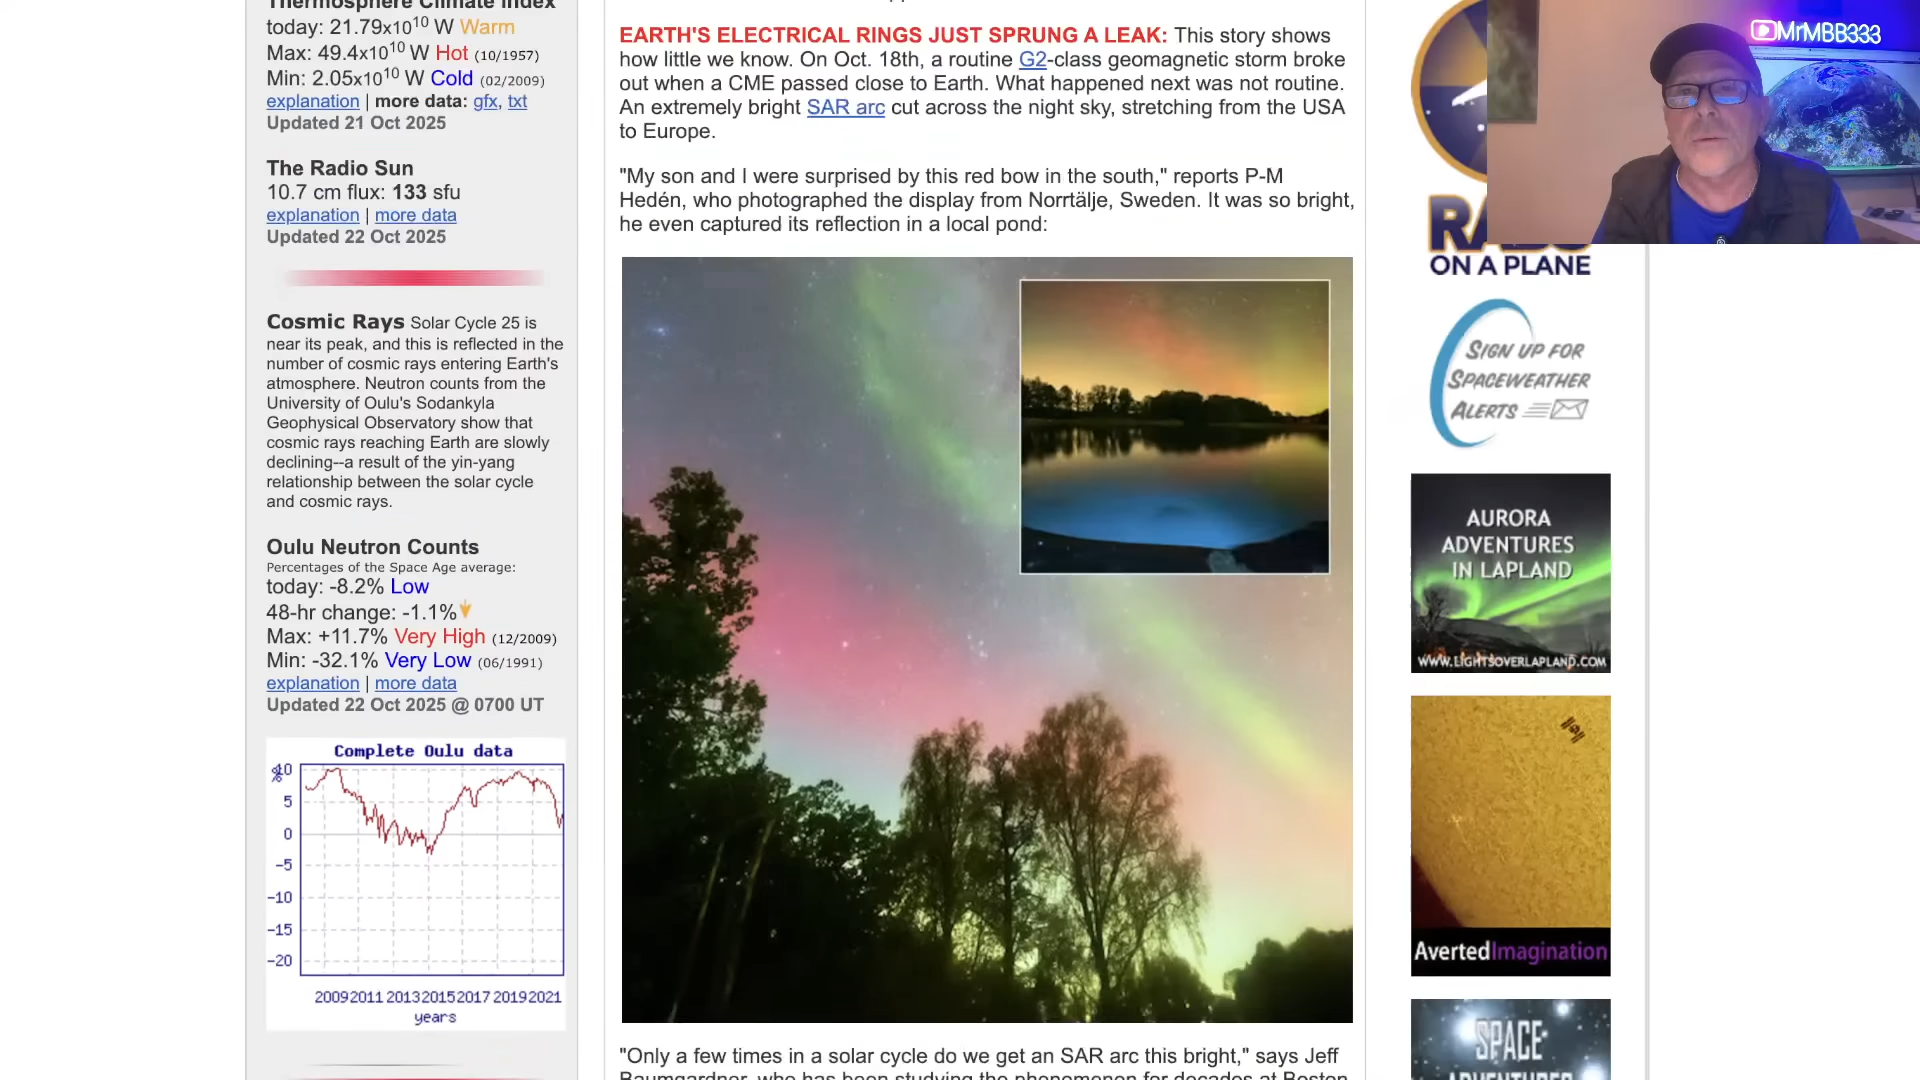 Thermosphere Climate Index
today: 21.79x10¹⁰ W Warm
Max: 49.4x10¹⁰ W Hot (10/1957)
Min: 2.05x10¹⁰ W Cold (02/2009)
explanation | more data: gfx, txt
Updated 21 Oct 2025
The Radio Sun
10.7 cm flux: 133 sfu
explanation | more data
Updated 22 Oct 2025
Cosmic Rays Solar Cycle 25 is
near its peak, and this is reflected in the
number of cosmic rays entering Earth's
atmosphere. Neutron counts from the
University of Oulu's Sodankyla
Geophysical Observatory show that
cosmic rays reaching Earth are slowly
declining--a result of the yin-yang
relationship between the solar cycle
and cosmic rays.
Oulu Neutron Counts
Percentages of the Space Age average:
today: -8.2% Low
48-hr change: -1.1%
Max: +11.7% Very High (12/2009)
Min: -32.1% Very Low (06/1991)
explanation | more data
Updated 22 Oct 2025 @ 0700 UT
Complete Oulu data
%
10
5
0
-5
-10
-15
-20
2009 2011 2013 2015 2017 2019 2021
years
EARTH'S ELECTRICAL RINGS JUST SPRUNG A LEAK: This story shows
how little we know. On Oct. 18th, a routine G2-class geomagnetic storm broke
out when a CME passed close to Earth. What happened next was not routine.
An extremely bright SAR arc cut across the night sky, stretching from the USA
to Europe.
"My son and I were surprised by this red bow in the south," reports P-M
Hedén, who photographed the display from Norrtälje, Sweden. It was so bright,
he even captured its reflection in a local pond:
"Only a few times in a solar cycle do we get an SAR arc this bright," says Jeff
Baumgardner, who has been studying the phenomenon for decades at Boston
MrMBB333
ON A PLANE
SIGN UP FOR
SPACEWEATHER
ALERTS
AURORA
ADVENTURES
IN LAPLAND
WWW.LIGHTSOVERLAPLAND.COM
AvertedImagination
SPACE
ADVENTURES